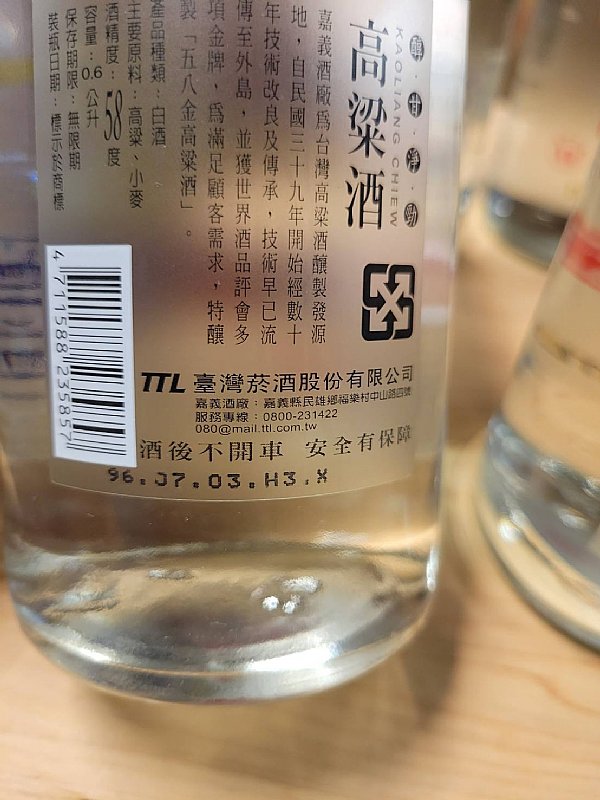 醇·甘·淨·勁
KAOLIANG CHIEW
高粱酒
嘉義酒廠爲台灣高粱酒釀製發源
地，自民國三十九年開始經數十
年技術改良及傳承，技術早已流
傳至外島，並獲世界酒品評會多
項金牌，爲滿足顧客需求，特釀
製「五八金高粱酒」。
產品種類：白酒
主要原料：高粱、小麥
酒精度：58度
容量：0.6公升
保存期限：無限期
裝瓶日期：標示於商標
4 711588 235857
TTL 臺灣菸酒股份有限公司
嘉義酒廠：嘉義縣民雄鄉福樂村中山路四號
服務專線：0800-231422
080@mail.ttl.com.tw
酒後不開車 安全有保障
96.07.03.H3.X